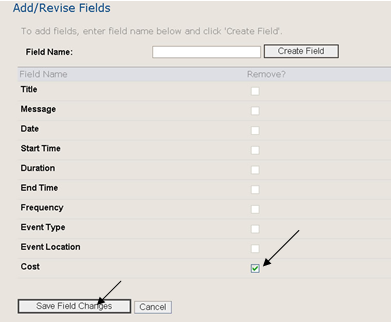 Add/Revise Fields
To add fields, enter field name below and click 'Create Field'.
Field Name: Create Field
Field Name Remove?
Title
Message
Date
Start Time
Duration
End Time
Frequency
Event Type
Event Location
Cost
Save Field Changes Cancel